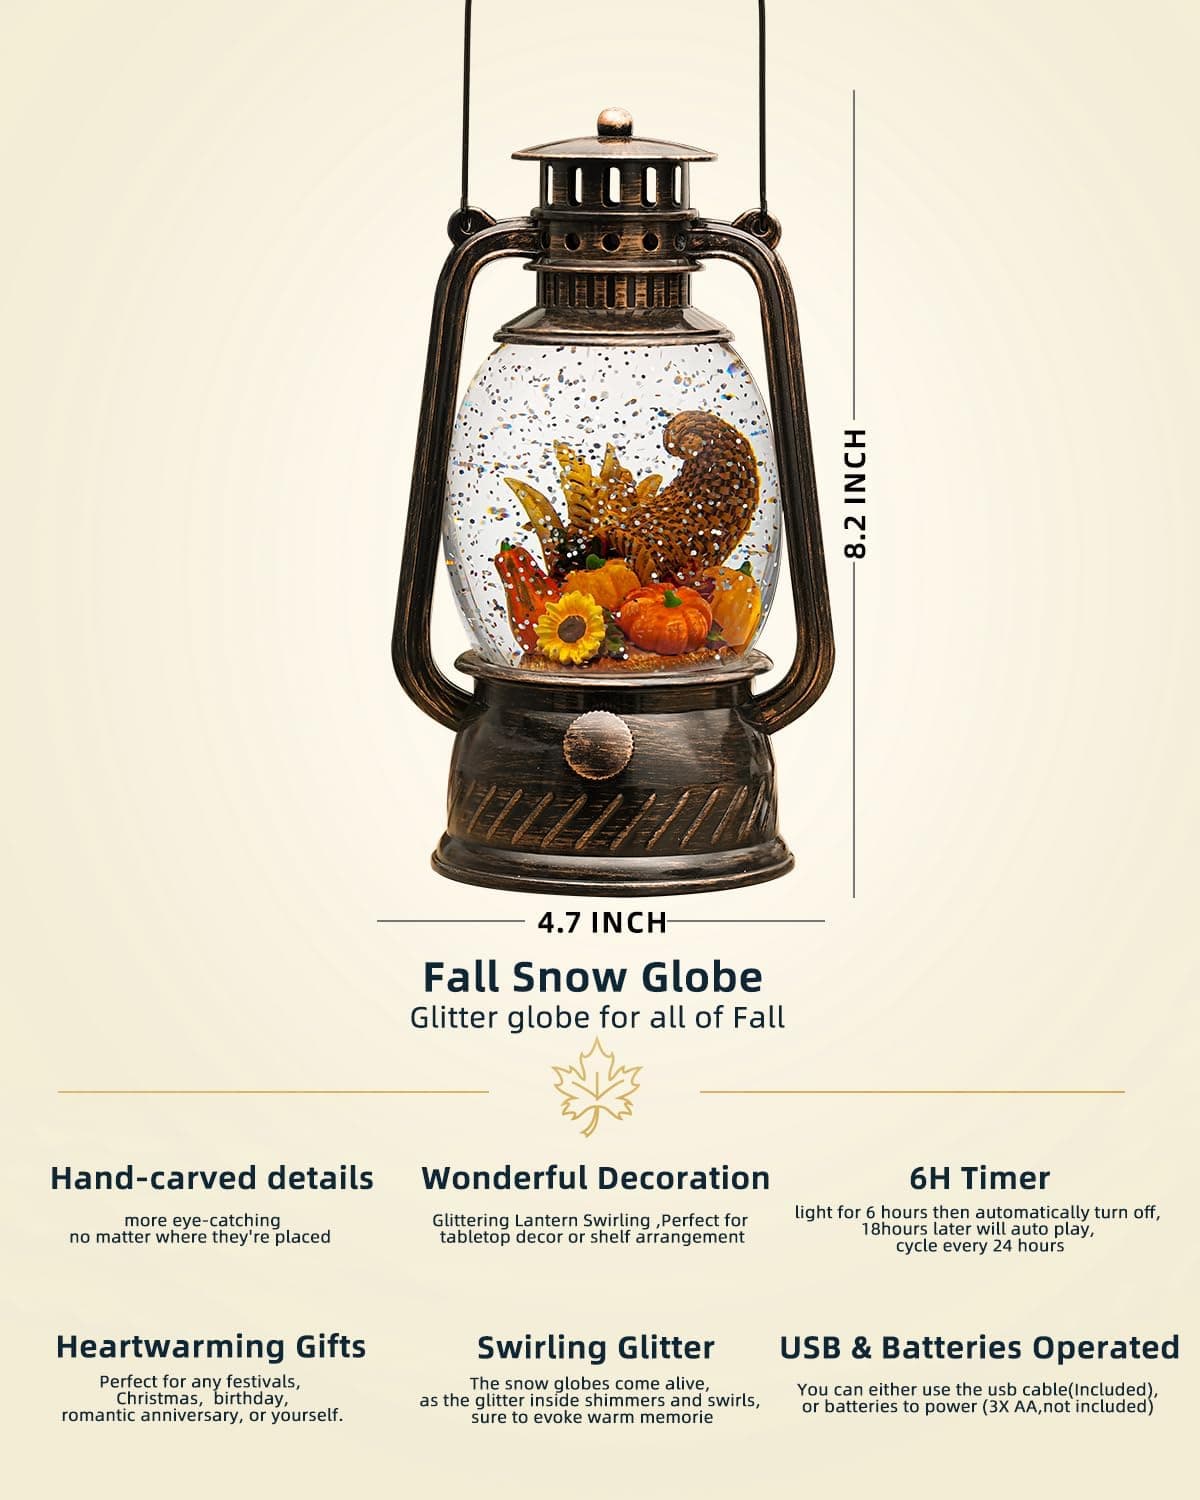 8.2 INCH
4.7 INCH
Fall Snow Globe
Glitter globe for all of Fall
Hand-carved details
more eye-catching
no matter where they're placed
Wonderful Decoration
Glittering Lantern Swirling ,Perfect for
tabletop decor or shelf arrangement
6H Timer
light for 6 hours then automatically turn off,
18hours later will auto play,
cycle every 24 hours
Heartwarming Gifts
Perfect for any festivals,
Christmas, birthday,
romantic anniversary, or yourself.
Swirling Glitter
The snow globes come alive,
as the glitter inside shimmers and swirls,
sure to evoke warm memorie
USB & Batteries Operated
You can either use the usb cable(Included),
or batteries to power (3X AA,not included)